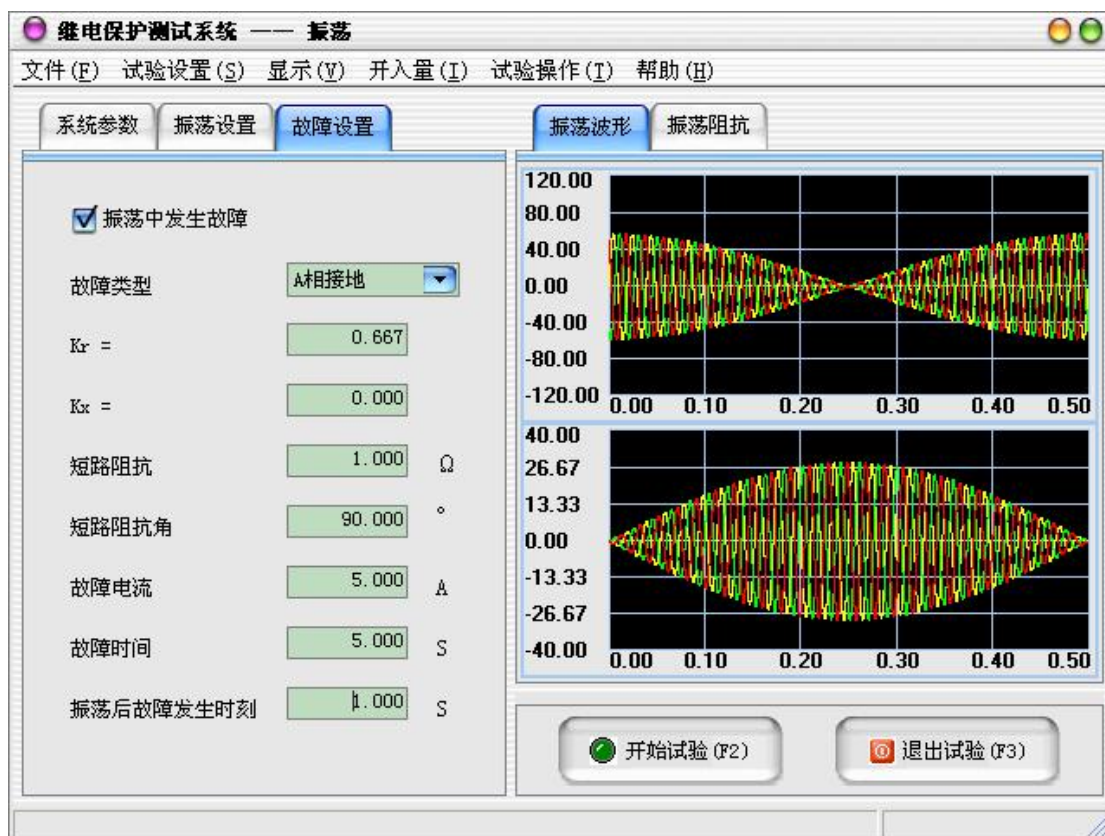 继电保护测试系统 —— 振荡
文件(F) 试验设置(S) 显示(V) 开入量(I) 试验操作(T) 帮助(H)
系统参数 振荡设置 故障设置
振荡中发生故障
故障类型 A相接地
Kr = 0.667
Kx = 0.000
短路阻抗 1.000 Ω
短路阻抗角 90.000 °
故障电流 5.000 A
故障时间 5.000 S
振荡后故障发生时刻 1.000 S
振荡波形 振荡阻抗
120.00
80.00
40.00
0.00
-40.00
-80.00
-120.00
0.00 0.10 0.20 0.30 0.40 0.50
40.00
26.67
13.33
0.00
-13.33
-26.67
-40.00
0.00 0.10 0.20 0.30 0.40 0.50
开始试验(F2) 退出试验(F3)